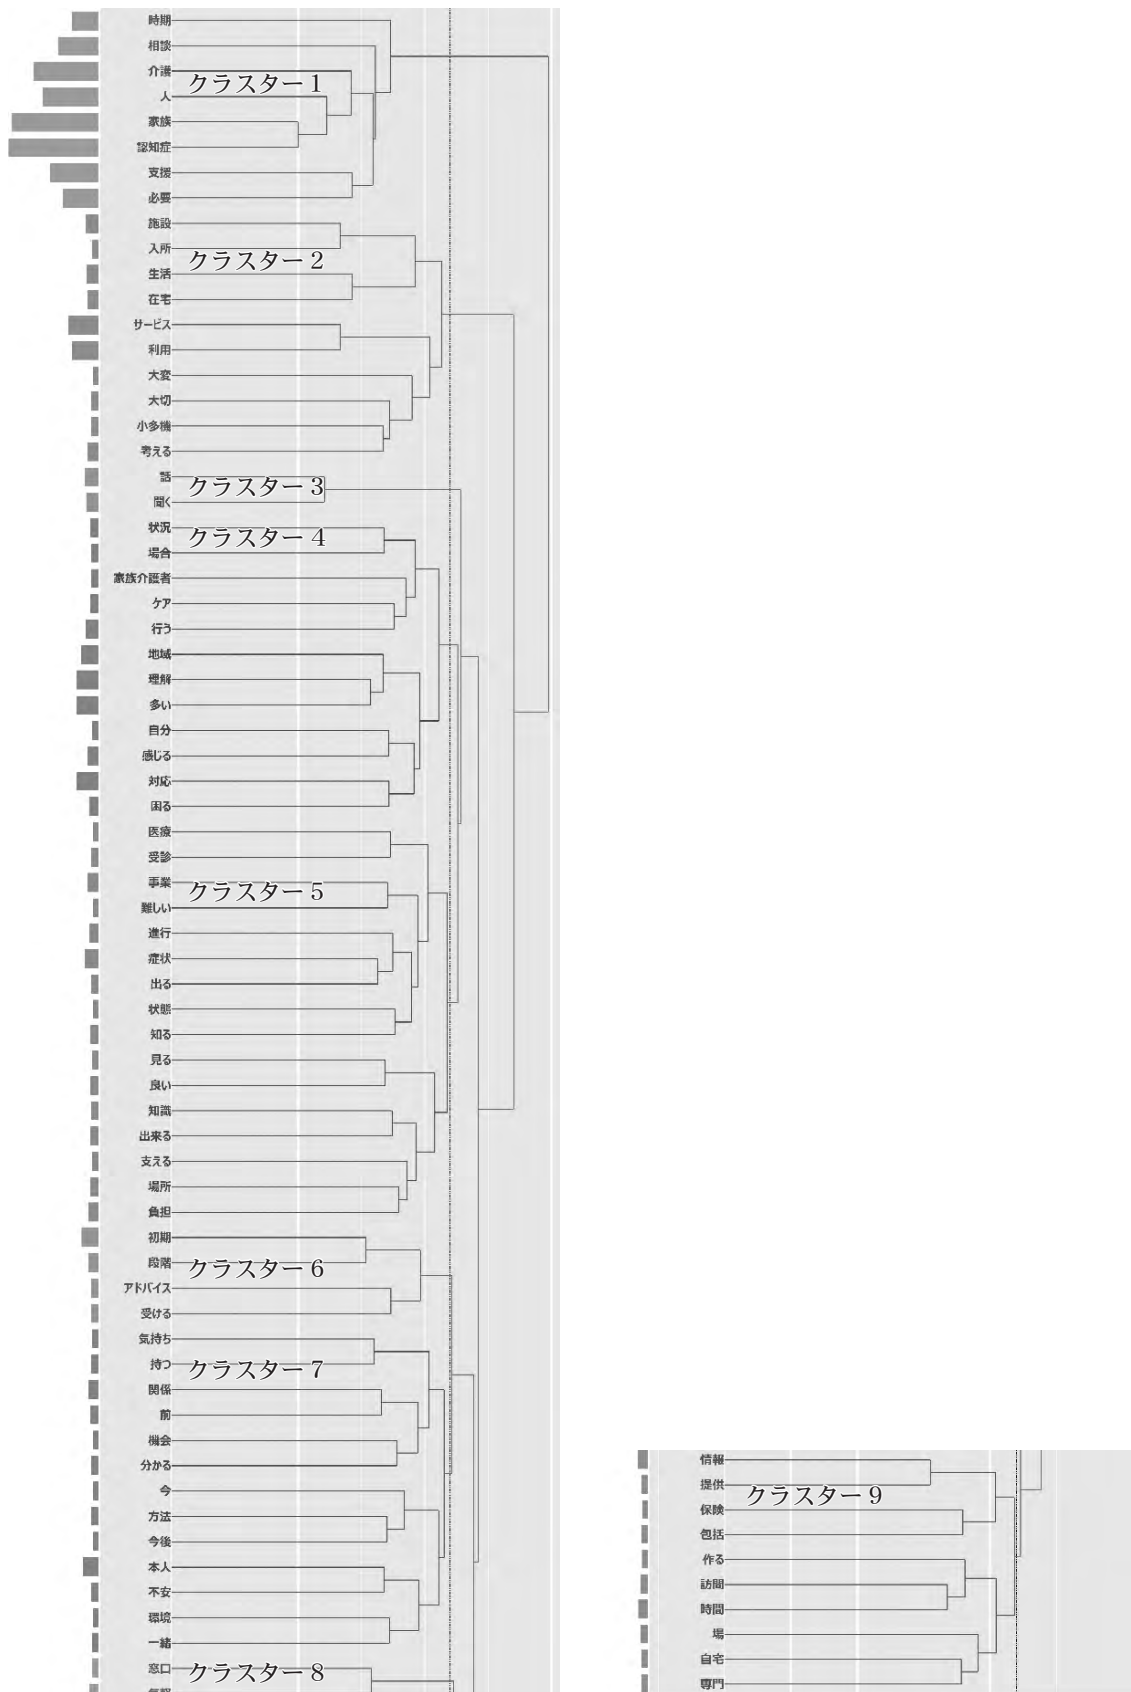 時期
相談
介護
クラスター 1
人
家族
認知症
支援
必要
施設
入所
クラスター 2
生活
在宅
サービス
利用
大変
大切
小多機
考える
話
クラスター 3
聞く
状況
クラスター 4
場合
家族介護者
ケア
行う
地域
理解
多い
自分
感じる
対応
困る
医療
受診
事業
クラスター 5
難しい
進行
症状
出る
状態
知る
見る
良い
知識
出来る
支える
場所
負担
初期
段階
クラスター 6
アドバイス
受ける
気持ち
持つ
クラスター 7
関係
前
機会
分かる
今
方法
今後
本人
不安
環境
一緒
窓口
クラスター 8
情報
提供
クラスター 9
保険
包括
作る
訪問
時間
場
自宅
専門